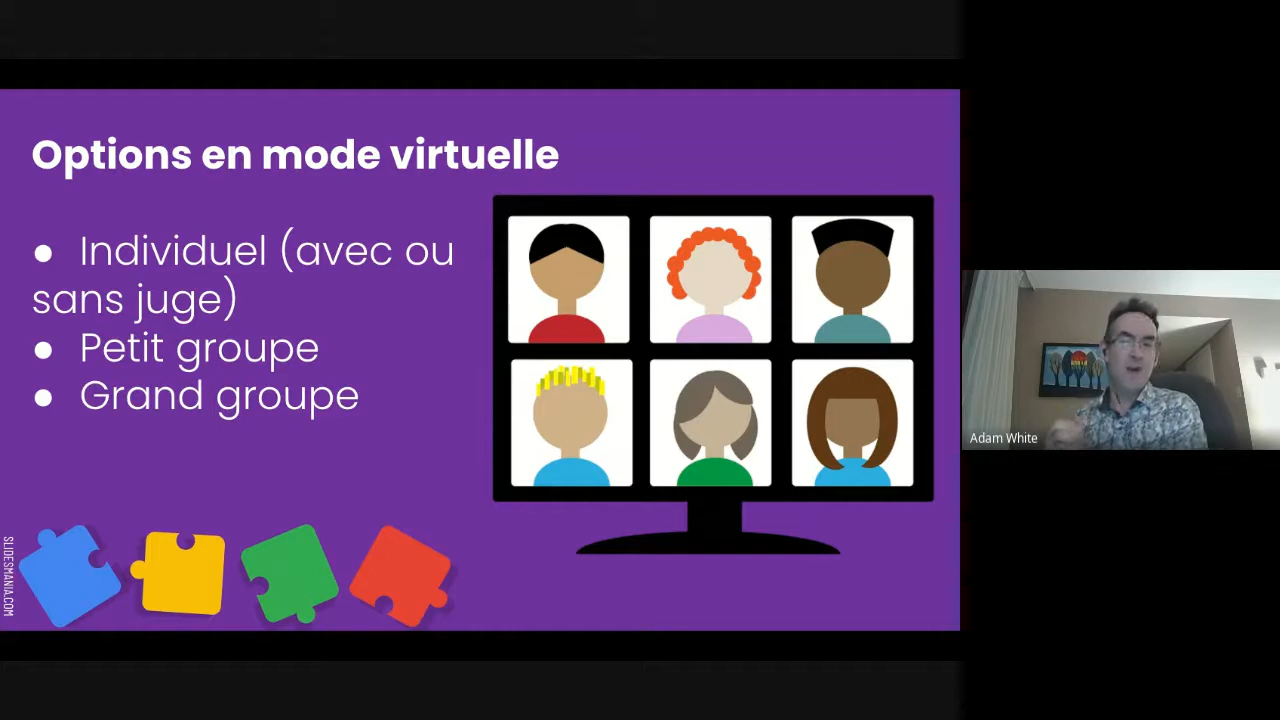 Options en mode virtuelle
● Individuel (avec ou
sans juge)
● Petit groupe
● Grand groupe
SLIDESMANIA.COM
Adam White